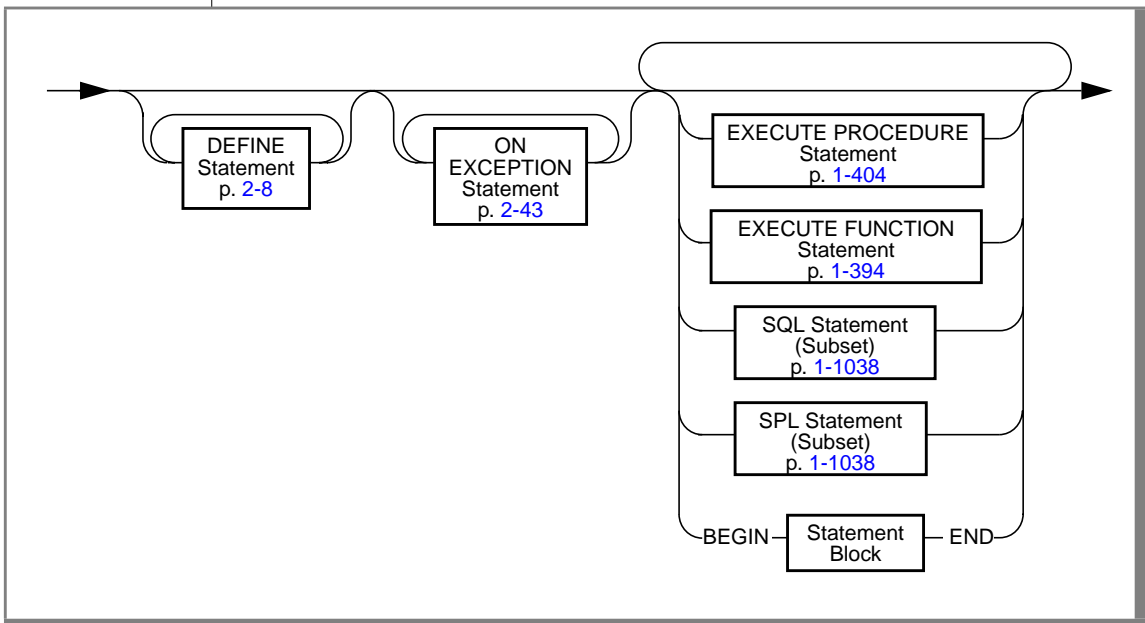 DEFINE
Statement
p. 2-8
ON
EXCEPTION
Statement
p. 2-43
EXECUTE PROCEDURE
Statement
p. 1-404
EXECUTE FUNCTION
Statement
p. 1-394
SQL Statement
(Subset)
p. 1-1038
SPL Statement
(Subset)
p. 1-1038
BEGIN
Statement
Block
END